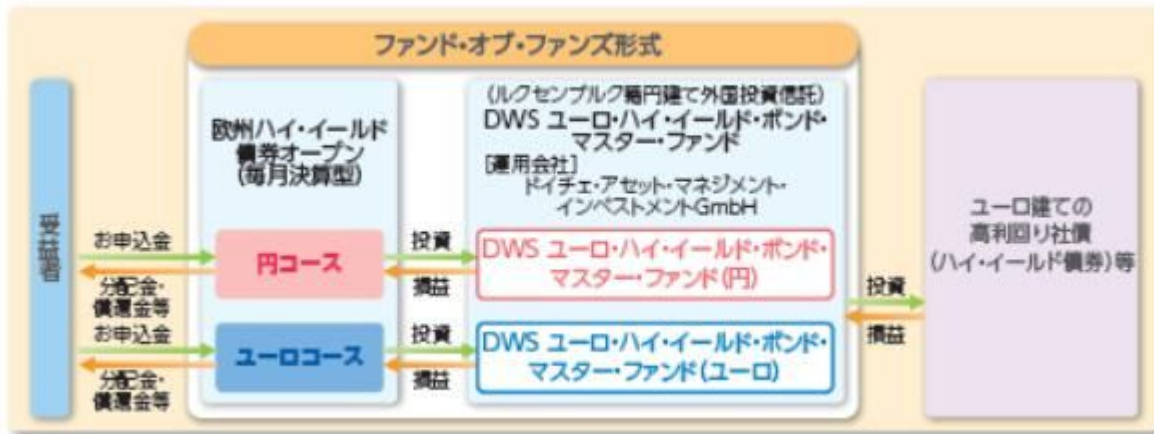 ファンド・オブ・ファンズ形式
欧州ハイ・イールド
債券オープン
(毎月決算型)
(ルクセンブルク籍円建て外国投資信託)
DWS ユーロ・ハイ・イールド・ボンド・
マスター・ファンド
[運用会社]
ドイチェ・アセット・マネジメント・
インベストメントGmbH
受益者
お申込金
分配金・
償還金等
円コース
投資
損益
DWS ユーロ・ハイ・イールド・ボンド・
マスター・ファンド(円)
お申込金
分配金・
償還金等
ユーロコース
投資
損益
DWS ユーロ・ハイ・イールド・ボンド・
マスター・ファンド(ユーロ)
投資
損益
ユーロ建ての
高利回り社債
(ハイ・イールド債券)等